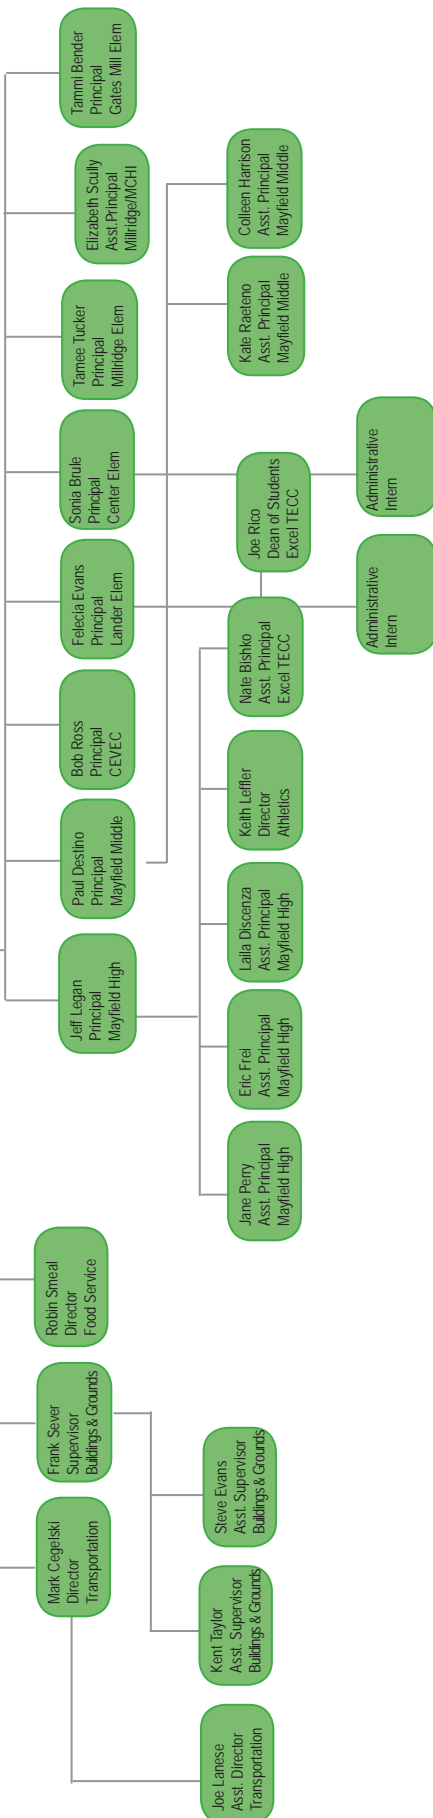 Mark Cegelski
Director
Transportation
Frank Sever
Supervisor
Buildings & Grounds
Robin Smeal
Director
Food Service
Jeff Legan
Principal
Mayfield High
Paul Destino
Principal
Mayfield Middle
Bob Ross
Principal
CEVEC
Felecia Evans
Principal
Lander Elem
Sonia Brule
Principal
Center Elem
Tamee Tucker
Principal
Millridge Elem
Elizabeth Scully
Asst.Principal
Millridge/MCHI
Tammi Bender
Principal
Gates Mill Elem
Joe Lanese
Asst. Director
Transportation
Kent Taylor
Asst. Supervisor
Buildings & Grounds
Steve Evans
Asst. Supervisor
Buildings & Grounds
Jane Perry
Asst. Principal
Mayfield High
Eric Frei
Asst. Principal
Mayfield High
Laila Discenza
Asst. Principal
Mayfield High
Keith Leffler
Director
Athletics
Nate Bishko
Asst. Principal
Excel TECC
Joe Rico
Dean of Students
Excel TECC
Kate Raeteno
Asst. Principal
Mayfield Middle
Colleen Harrison
Asst. Principal
Mayfield Middle
Administrative
Intern
Administrative
Intern